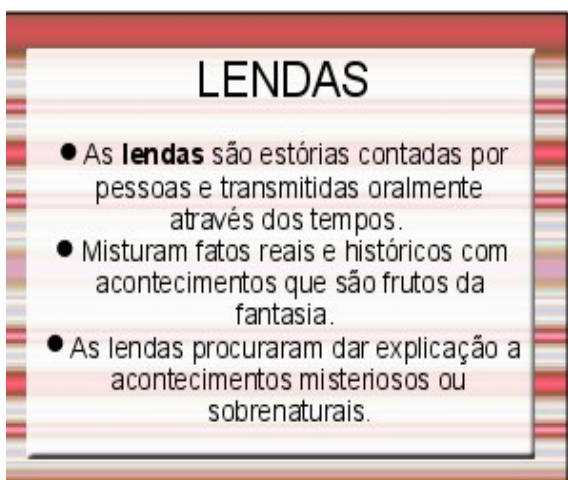 LENDAS
● As lendas são estórias contadas por
pessoas e transmitidas oralmente
através dos tempos.
● Misturam fatos reais e históricos com
acontecimentos que são frutos da
fantasia.
● As lendas procuraram dar explicação a
acontecimentos misteriosos ou
sobrenaturais.